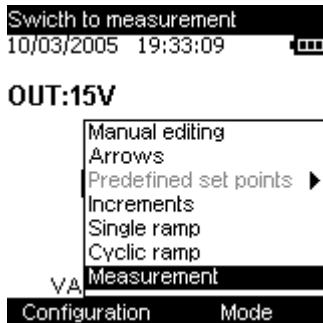 Swicth to measurement
10/03/2005 19:33:09
OUT:15V
Manual editing
Arrows
Predefined set points
Increments
Single ramp
Cyclic ramp
VA
Measurement
Configuration Mode